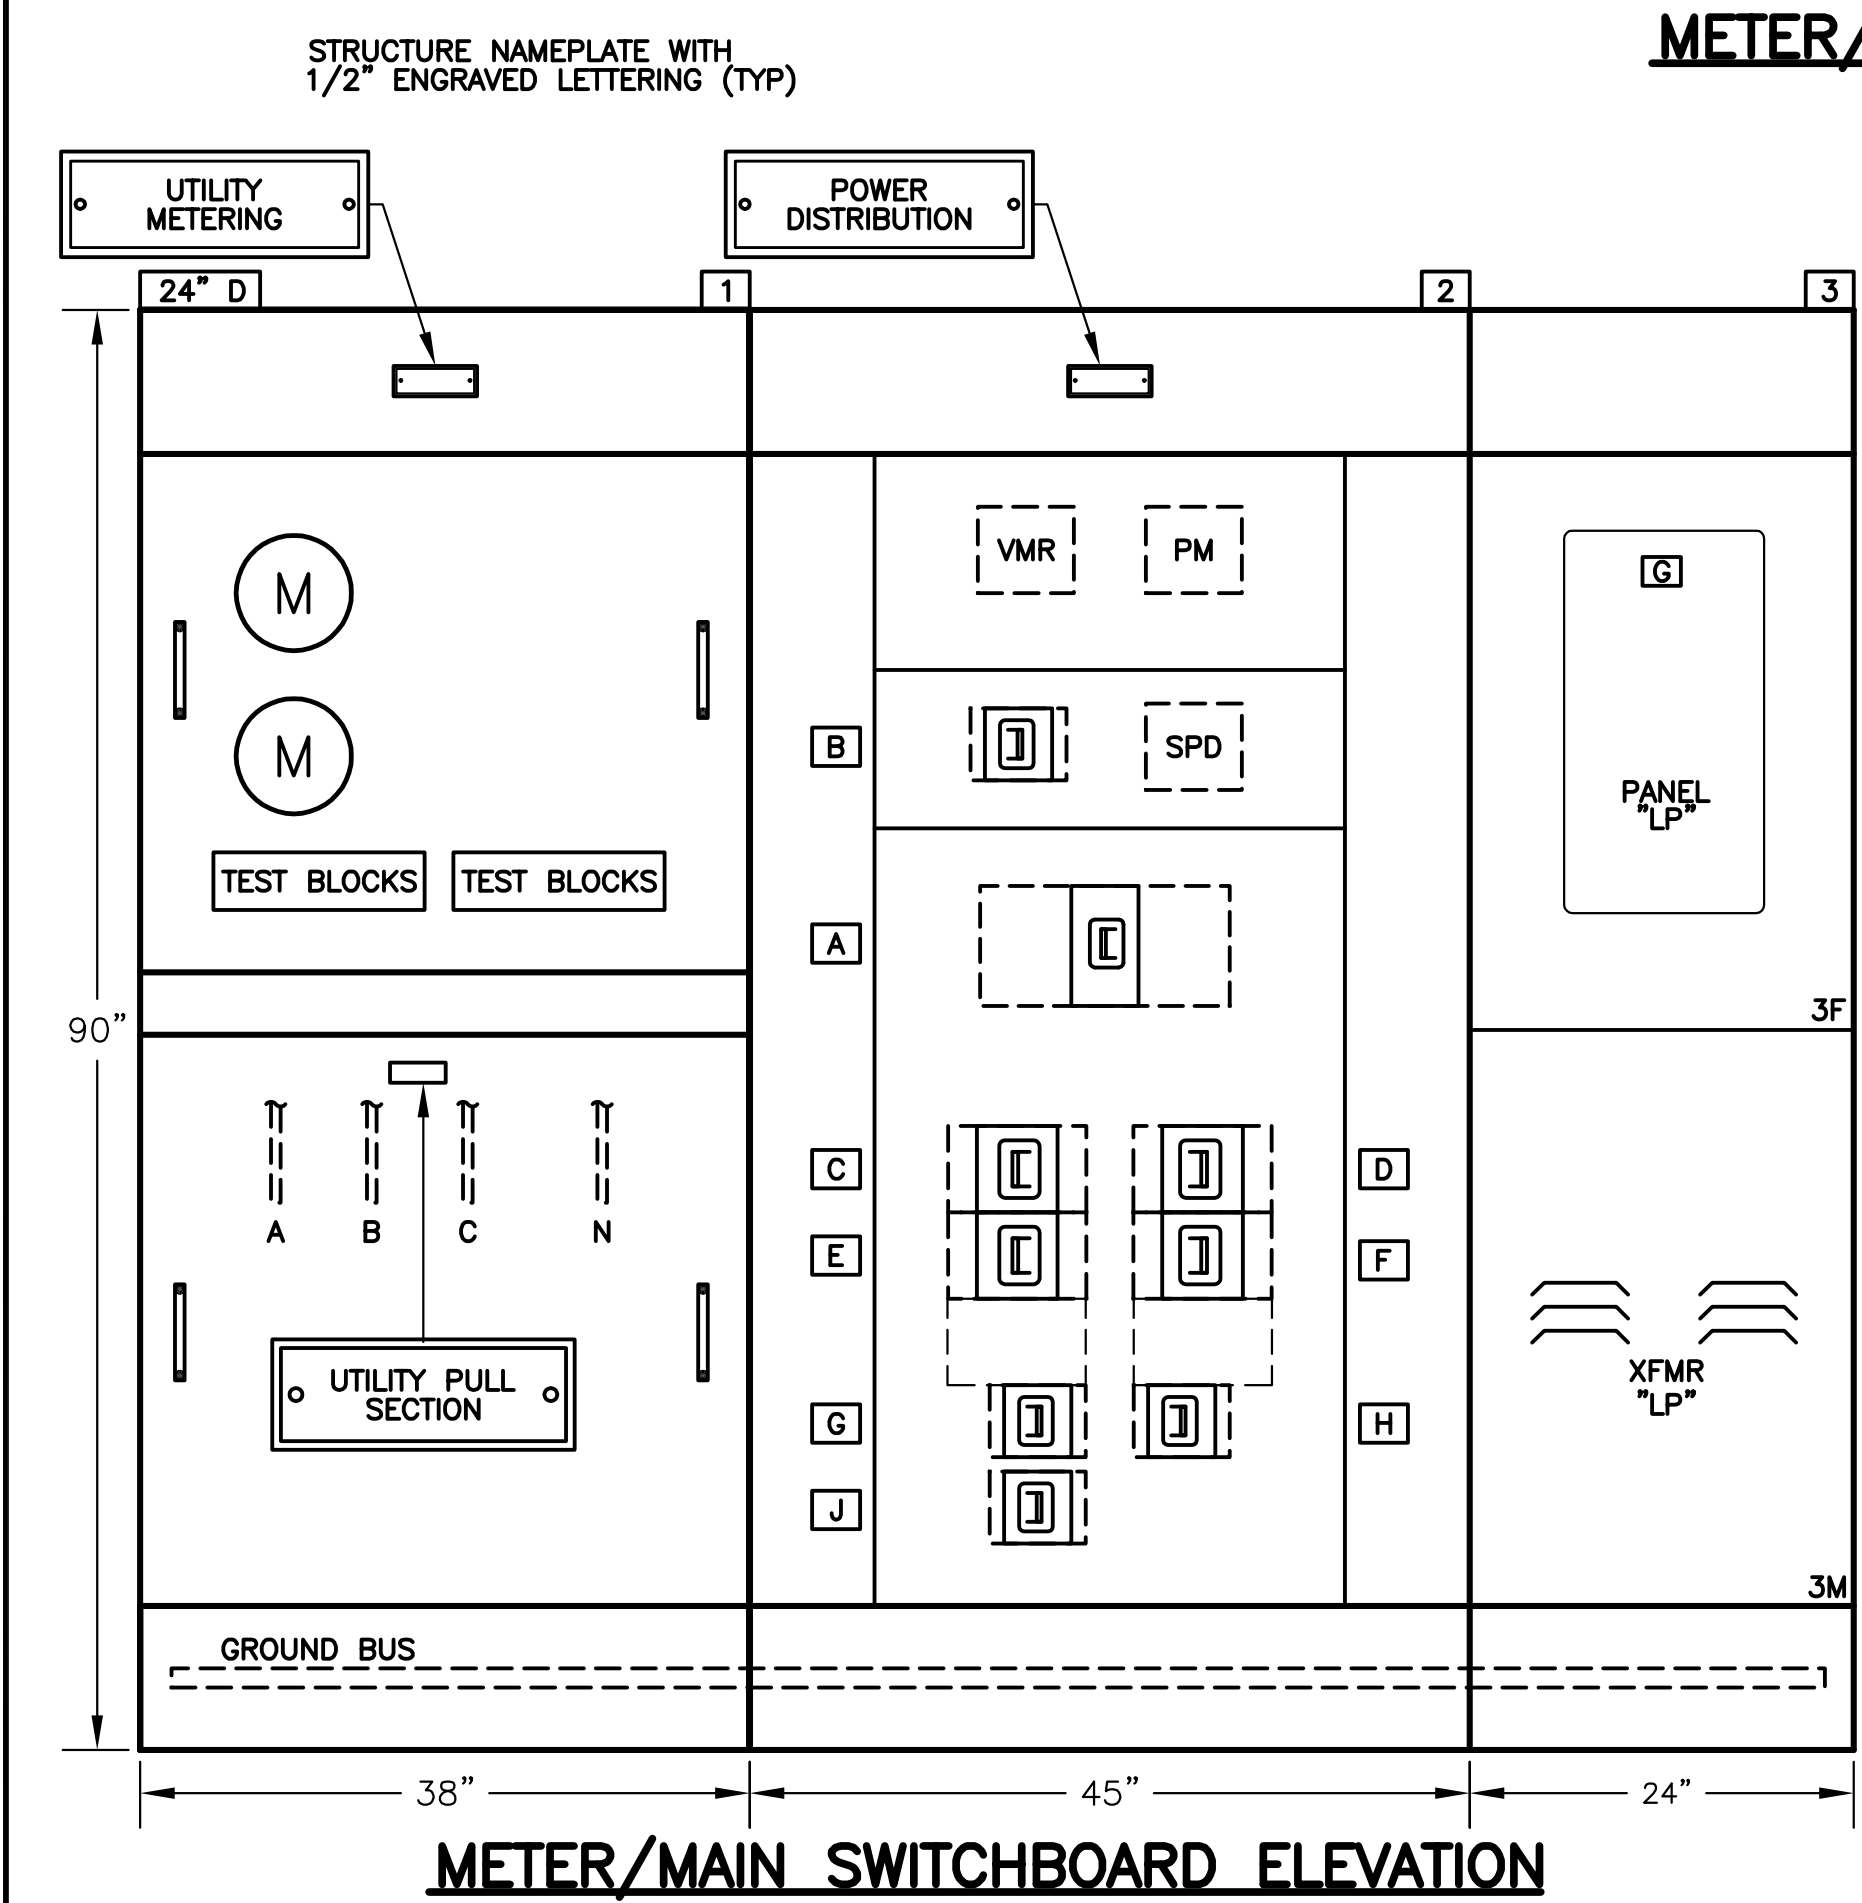 METER/
STRUCTURE NAMEPLATE WITH
1/2" ENGRAVED LETTERING (TYP)
UTILITY
METERING
POWER
DISTRIBUTION
24" D
1
2
3
VMR
PM
G
M
B
SPD
M
PANEL
"LP"
TEST BLOCKS
TEST BLOCKS
A
3F
90"
C
D
A
B
C
N
E
F
XFMR
"LP"
UTILITY PULL
SECTION
G
H
J
3M
GROUND BUS
38"
45"
24"
METER/MAIN SWITCHBOARD ELEVATION